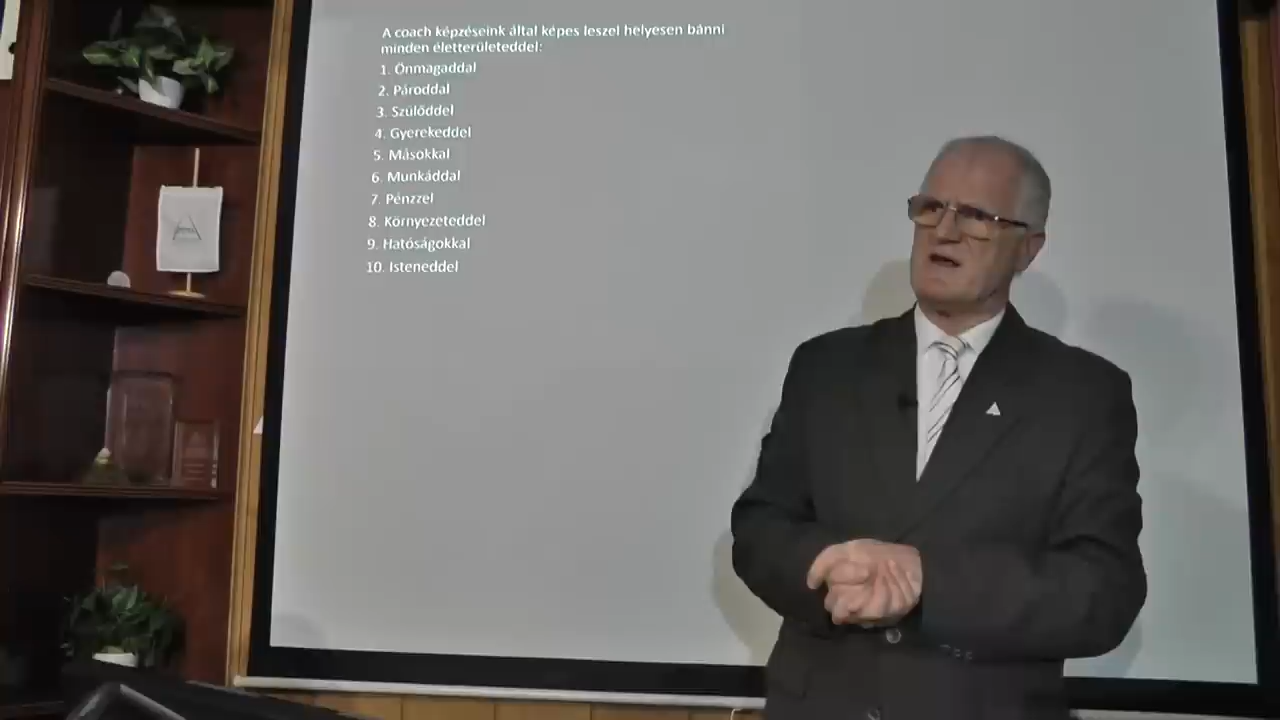 A coach képzéseink által képes leszel helyesen bánni
minden életterületeddel:
1. Önmagaddal
2. Pároddal
3. Szülőddel
4. Gyerekeddel
5. Másokkal
6. Munkáddal
7. Pénzzel
8. Környezeteddel
9. Hatóságokkal
10. Isteneddel